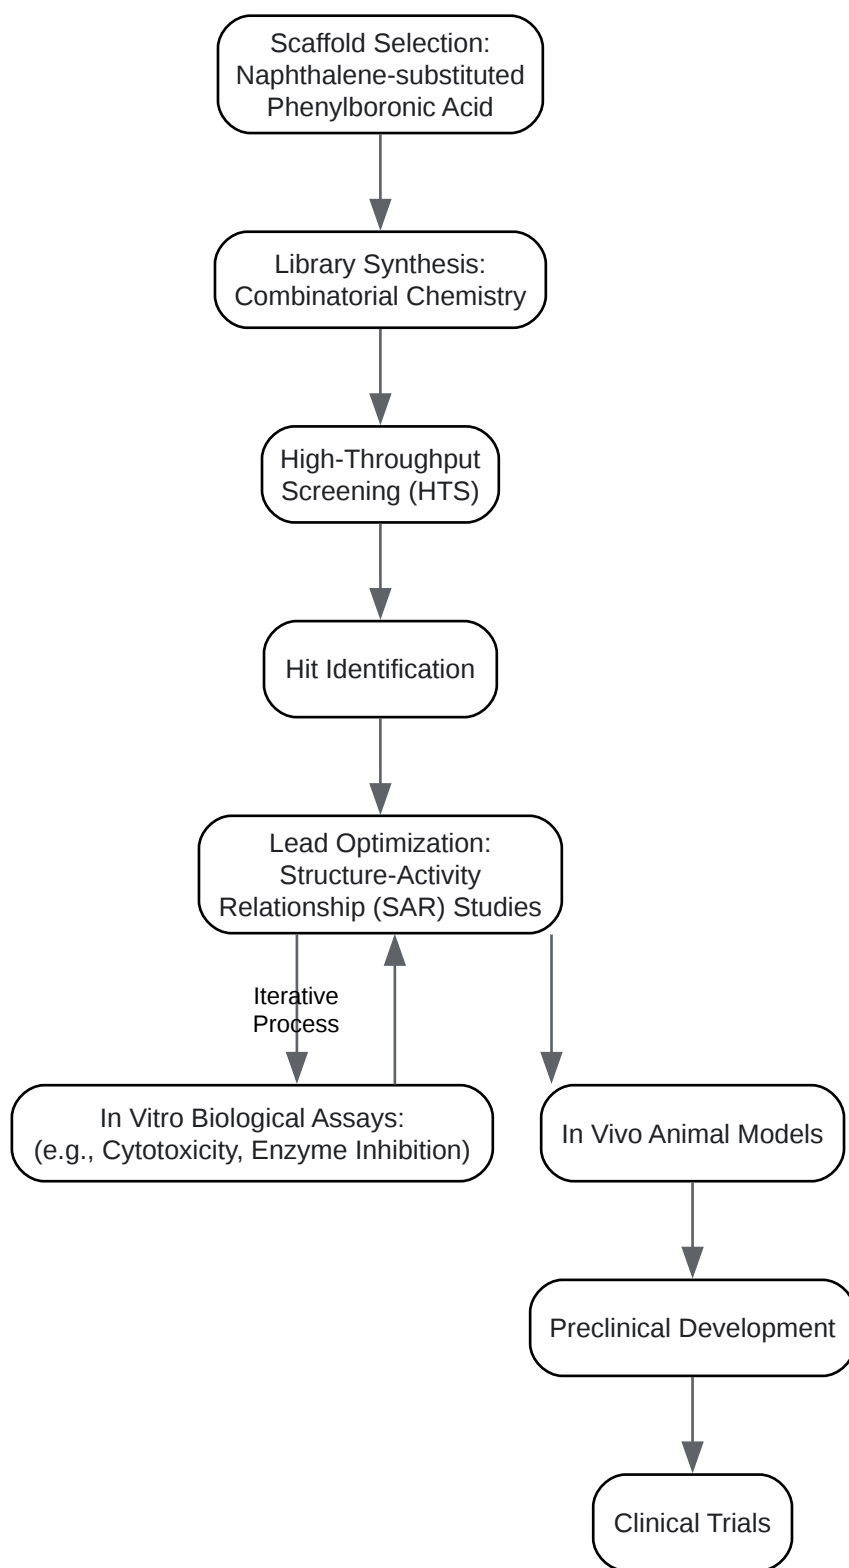 Scaffold Selection:
Naphthalene-substituted
Phenylboronic Acid
Library Synthesis:
Combinatorial Chemistry
High-Throughput
Screening (HTS)
Hit Identification
Lead Optimization:
Structure-Activity
Relationship (SAR) Studies
Iterative
Process
In Vitro Biological Assays:
(e.g., Cytotoxicity, Enzyme Inhibition)
In Vivo Animal Models
Preclinical Development
Clinical Trials